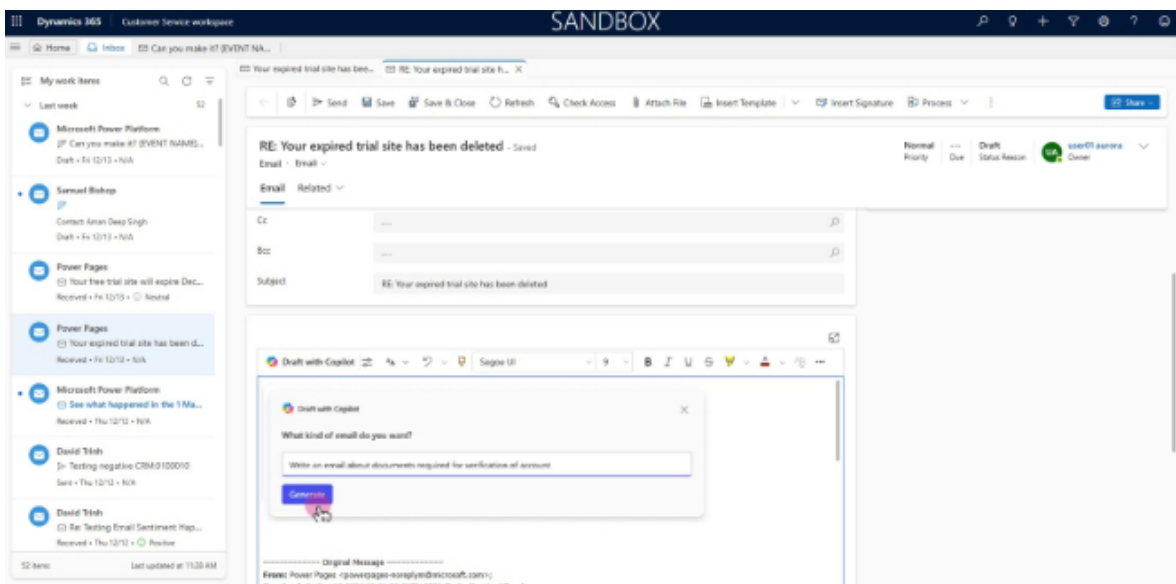 Dynamics 365 Customer Service workspace SANDBOX
Home Inbox Can you make it? (EVENT NA...
Your expired trial site has bee... RE: Your expired trial site h...
My work items
Last week 52
Microsoft Power Platform
Can you make it? (EVENT NAME)...
Draft • Fri 12/13 • N/A
Samuel Bishop
Contact: Aman Deep Singh
Draft • Fri 12/13 • N/A
Power Pages
Your free trial site will expire Dec...
Received • Fri 12/13 • Neutral
Power Pages
Your expired trial site has been d...
Received • Fri 12/13 • N/A
Microsoft Power Platform
See what happened in the 1 Ma...
Received • Thu 12/12 • N/A
David Trinh
Testing negative CRM:0100010
Sent • Thu 12/12 • N/A
David Trinh
Re: Testing Email Sentiment Hap...
Received • Thu 12/12 • Positive
52 items Last updated at 11:20 AM
Send Save Save & Close Refresh Check Access Attach File Insert Template Insert Signature Process Share
RE: Your expired trial site has been deleted - Saved
Email · Email
Normal
Priority
---
Due
Draft
Status Reason
UA
user01 aurora
Owner
Email Related
Cc ---
Bcc ---
Subject RE: Your expired trial site has been deleted
Draft with Copilot Segoe UI 9 B I U S
Draft with Copilot
What kind of email do you want?
Write an email about documents required for verification of account
Generate
--------------- Original Message ---------------
From: Power Pages <powerpages-noreply@microsoft.com>;